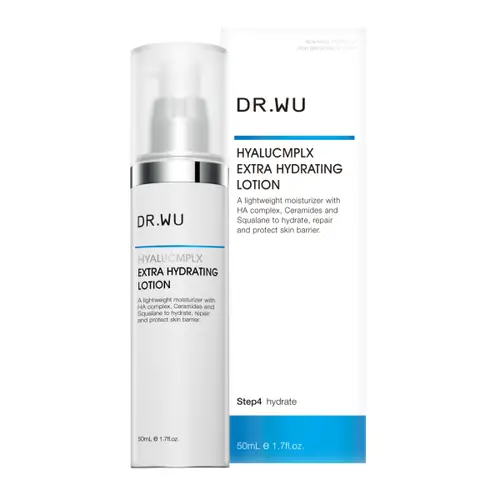 DR.WU
HYALUCMPLX
EXTRA HYDRATING
LOTION
A lightweight moisturizer with
HA complex, Ceramides and
Squalane to hydrate, repair
and protect skin barrier.
50mL e 1.7fl.oz.
DR.WU
HYALUCMPLX
EXTRA HYDRATING
LOTION
A lightweight moisturizer with
HA complex, Ceramides and
Squalane to hydrate, repair
and protect skin barrier.
Step4 hydrate
50mL e 1.7fl.oz.